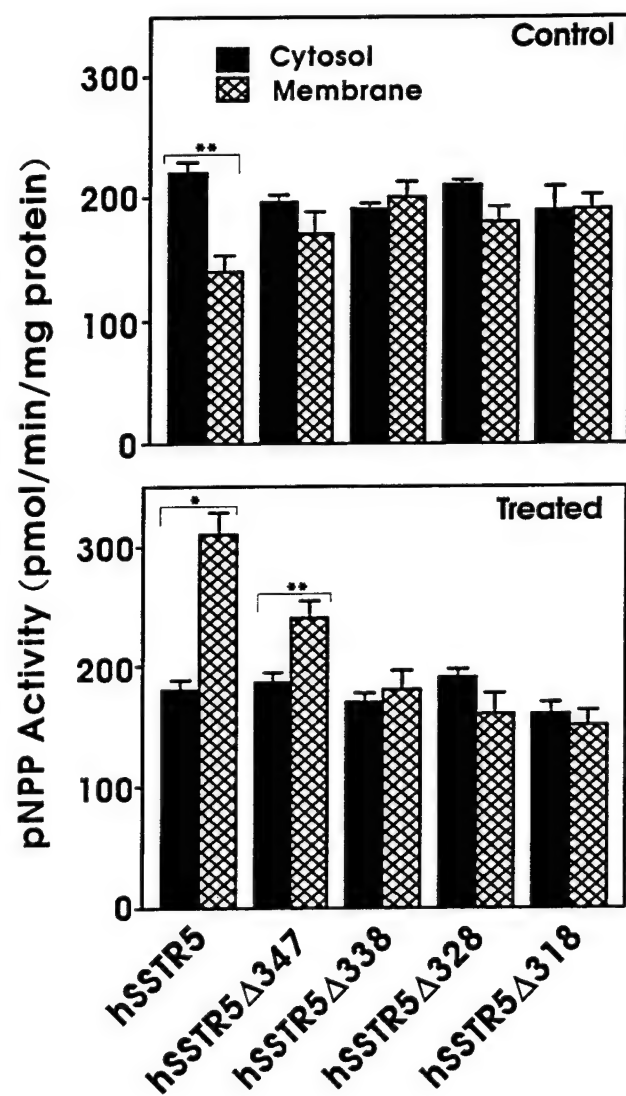 Control
Cytosol
Membrane
300
200
100
0
**
pNPP Activity (pmol/min/mg protein)
Treated
300
200
100
0
*
**
hSSTR5
hSSTR5Δ347
hSSTR5Δ338
hSSTR5Δ328
hSSTR5Δ318